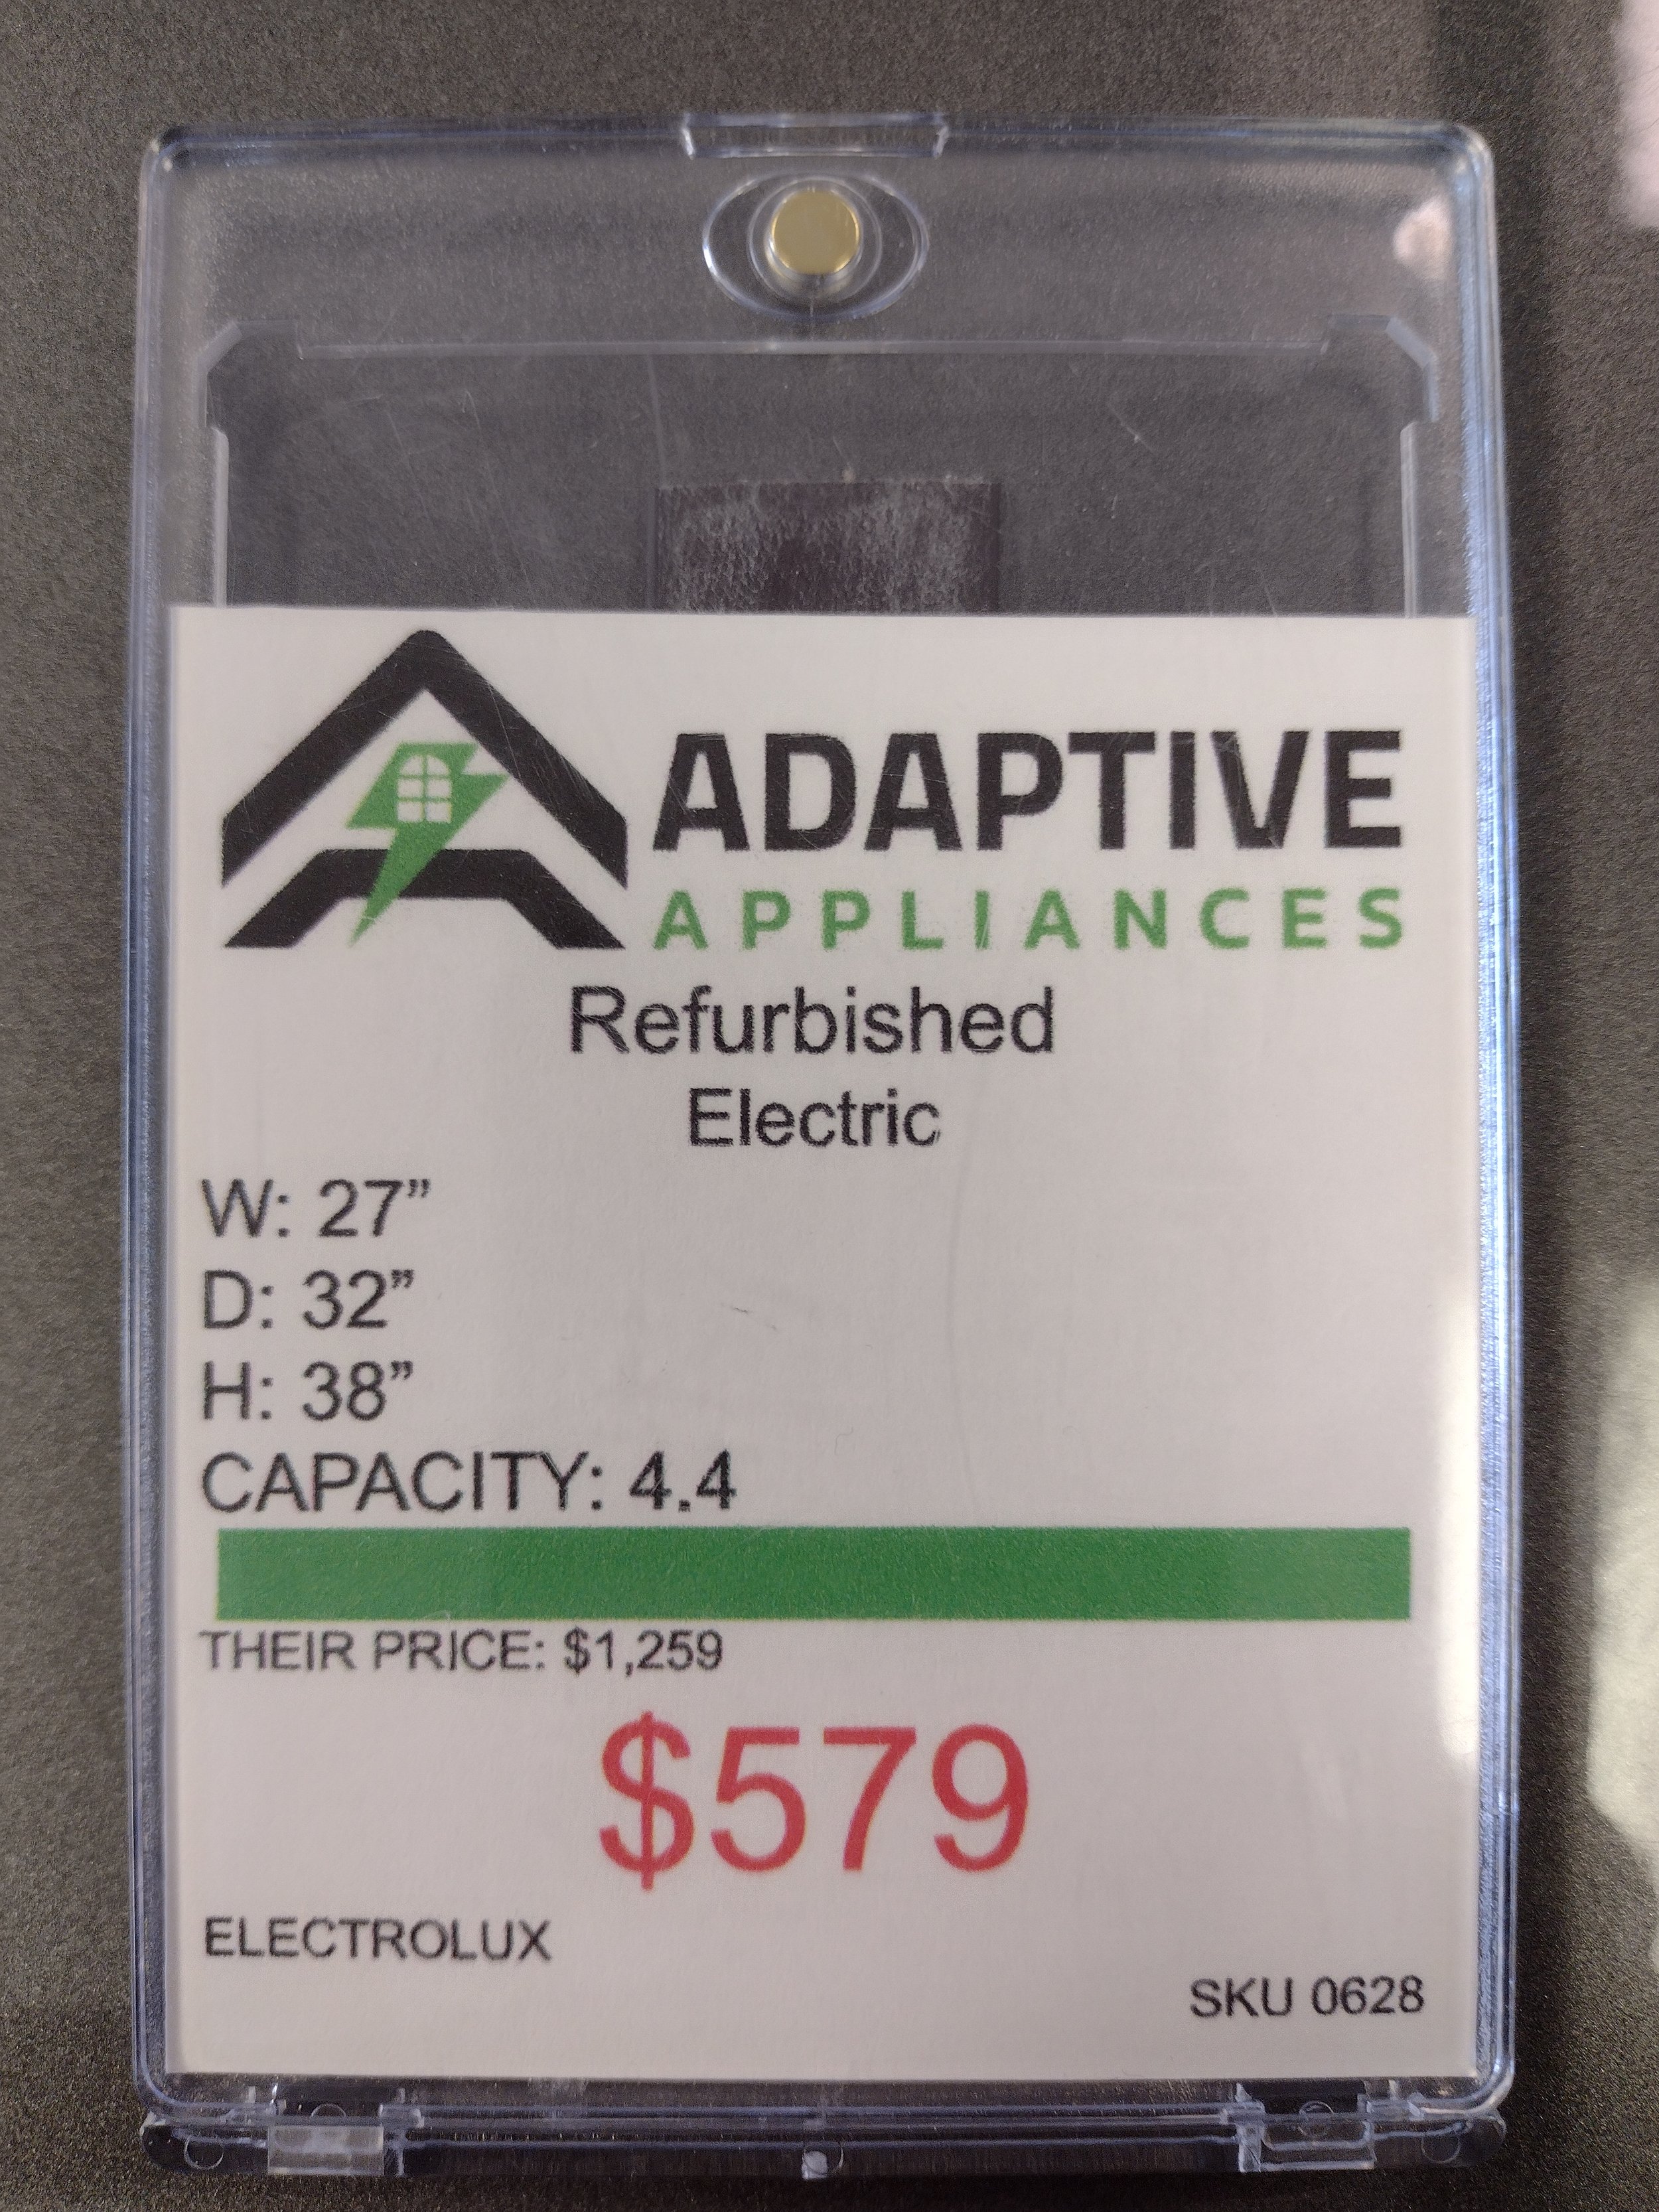 ADAPTIVE
APPLIANCES
Refurbished
Electric
W: 27”
D: 32”
H: 38”
CAPACITY: 4.4
THEIR PRICE: $1,259
$579
ELECTROLUX
SKU 0628